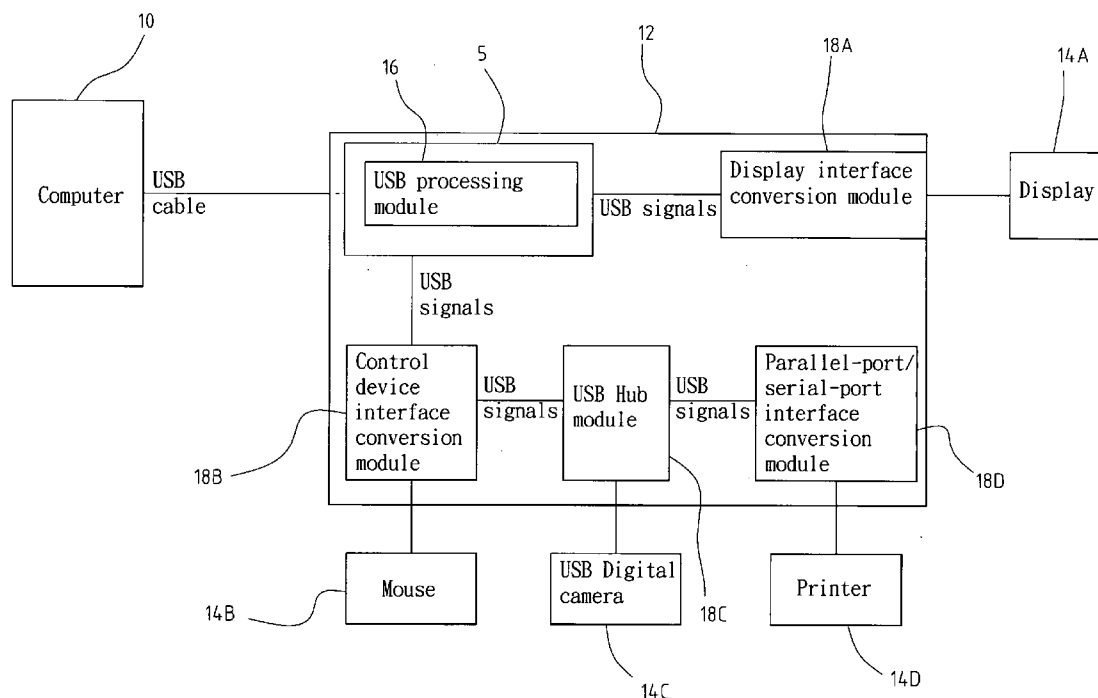 10
5
12
18A
14A
16
Computer
USB
cable
USB processing
module
USB signals
Display interface
conversion module
Display
USB
signals
Control
device
interface
conversion
module
USB
signals
USB Hub
module
USB
signals
Parallel-port/
serial-port
interface
conversion
module
18B
18D
Mouse
USB Digital
camera
Printer
14B
18C
14C
14D